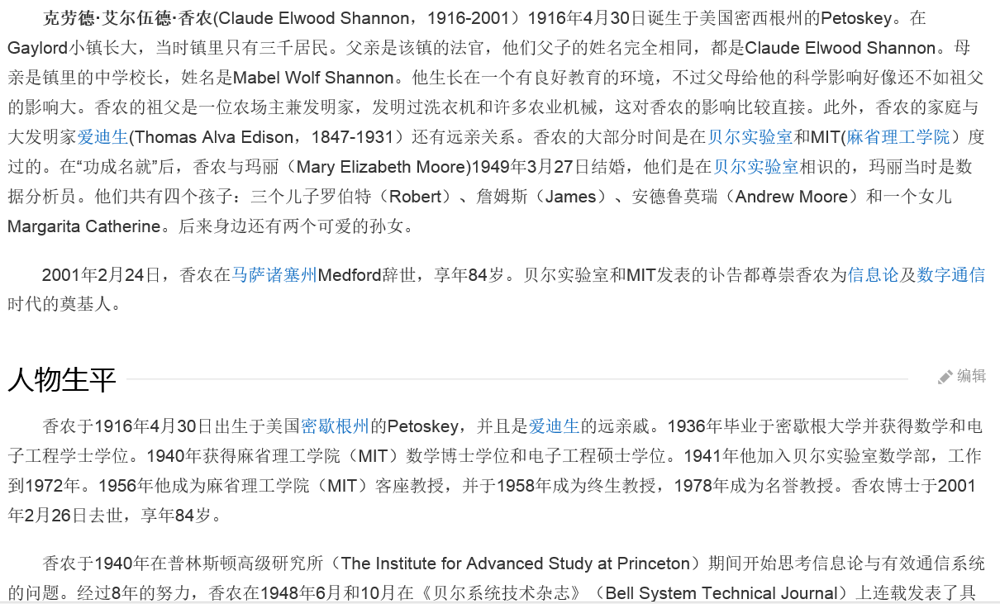 克劳德·艾尔伍德·香农(Claude Elwood Shannon，1916-2001）1916年4月30日诞生于美国密西根州的Petoskey。在
Gaylord小镇长大，当时镇里只有三千居民。父亲是该镇的法官，他们父子的姓名完全相同，都是Claude Elwood Shannon。母
亲是镇里的中学校长，姓名是Mabel Wolf Shannon。他生长在一个有良好教育的环境，不过父母给他的科学影响好像还不如祖父
的影响大。香农的祖父是一位农场主兼发明家，发明过洗衣机和许多农业机械，这对香农的影响比较直接。此外，香农的家庭与
大发明家爱迪生(Thomas Alva Edison，1847-1931）还有远亲关系。香农的大部分时间是在贝尔实验室和MIT(麻省理工学院）度
过的。在“功成名就”后，香农与玛丽（Mary Elizabeth Moore)1949年3月27日结婚，他们是在贝尔实验室相识的，玛丽当时是数
据分析员。他们共有四个孩子：三个儿子罗伯特（Robert）、詹姆斯（James）、安德鲁莫瑞（Andrew Moore）和一个女儿
Margarita Catherine。后来身边还有两个可爱的孙女。
2001年2月24日，香农在马萨诸塞州Medford辞世，享年84岁。贝尔实验室和MIT发表的讣告都尊崇香农为信息论及数字通信
时代的奠基人。
人物生平
编辑
香农于1916年4月30日出生于美国密歇根州的Petoskey，并且是爱迪生的远亲戚。1936年毕业于密歇根大学并获得数学和电
子工程学士学位。1940年获得麻省理工学院（MIT）数学博士学位和电子工程硕士学位。1941年他加入贝尔实验室数学部，工作
到1972年。1956年他成为麻省理工学院（MIT）客座教授，并于1958年成为终生教授，1978年成为名誉教授。香农博士于2001
年2月26日去世，享年84岁。
香农于1940年在普林斯顿高级研究所（The Institute for Advanced Study at Princeton）期间开始思考信息论与有效通信系统
的问题。经过8年的努力，香农在1948年6月和10月在《贝尔系统技术杂志》（Bell System Technical Journal）上连载发表了具